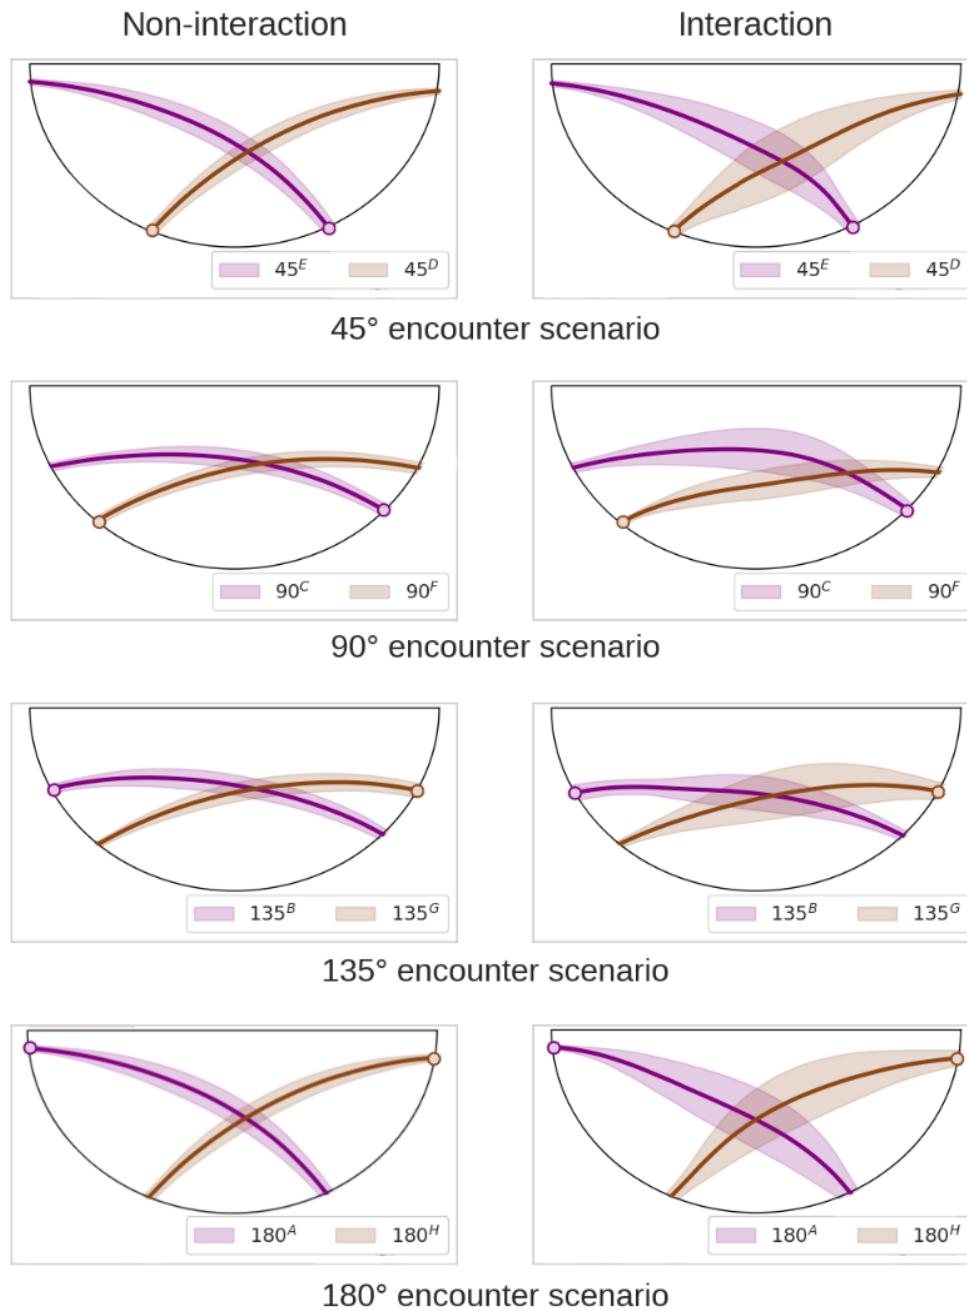 Non-interaction Interaction
45^E 45^D 45^E 45^D
45° encounter scenario
90^C 90^F 90^C 90^F
90° encounter scenario
135^B 135^G 135^B 135^G
135° encounter scenario
180^A 180^H 180^A 180^H
180° encounter scenario